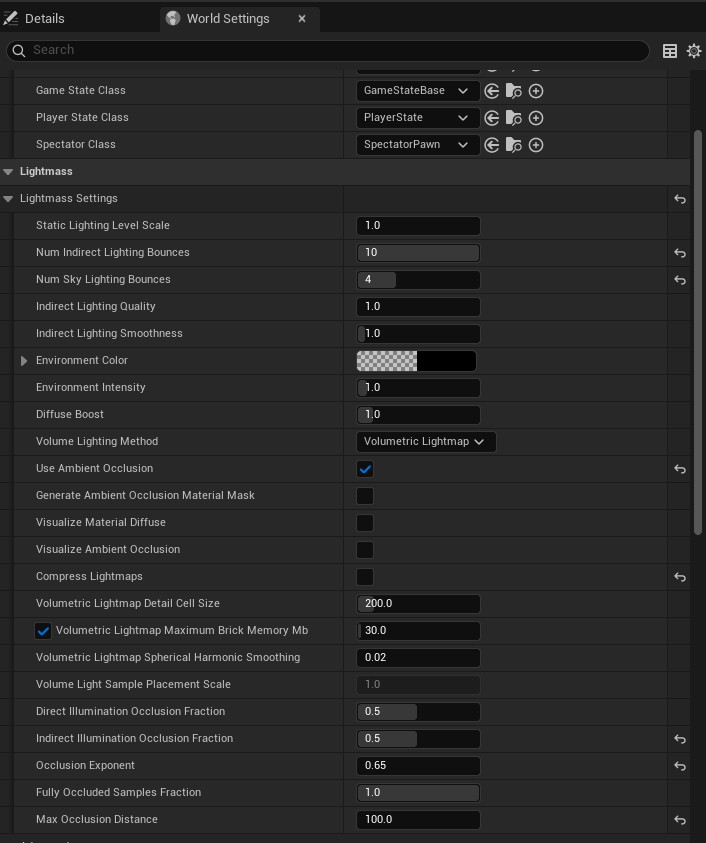 Details
World Settings
Search
Game State Class
GameStateBase
Player State Class
PlayerState
Spectator Class
SpectatorPawn
Lightmass
Lightmass Settings
Static Lighting Level Scale
1.0
Num Indirect Lighting Bounces
10
Num Sky Lighting Bounces
4
Indirect Lighting Quality
1.0
Indirect Lighting Smoothness
1.0
Environment Color
Environment Intensity
1.0
Diffuse Boost
1.0
Volume Lighting Method
Volumetric Lightmap
Use Ambient Occlusion
Generate Ambient Occlusion Material Mask
Visualize Material Diffuse
Visualize Ambient Occlusion
Compress Lightmaps
Volumetric Lightmap Detail Cell Size
200.0
Volumetric Lightmap Maximum Brick Memory Mb
30.0
Volumetric Lightmap Spherical Harmonic Smoothing
0.02
Volume Light Sample Placement Scale
1.0
Direct Illumination Occlusion Fraction
0.5
Indirect Illumination Occlusion Fraction
0.5
Occlusion Exponent
0.65
Fully Occluded Samples Fraction
1.0
Max Occlusion Distance
100.0